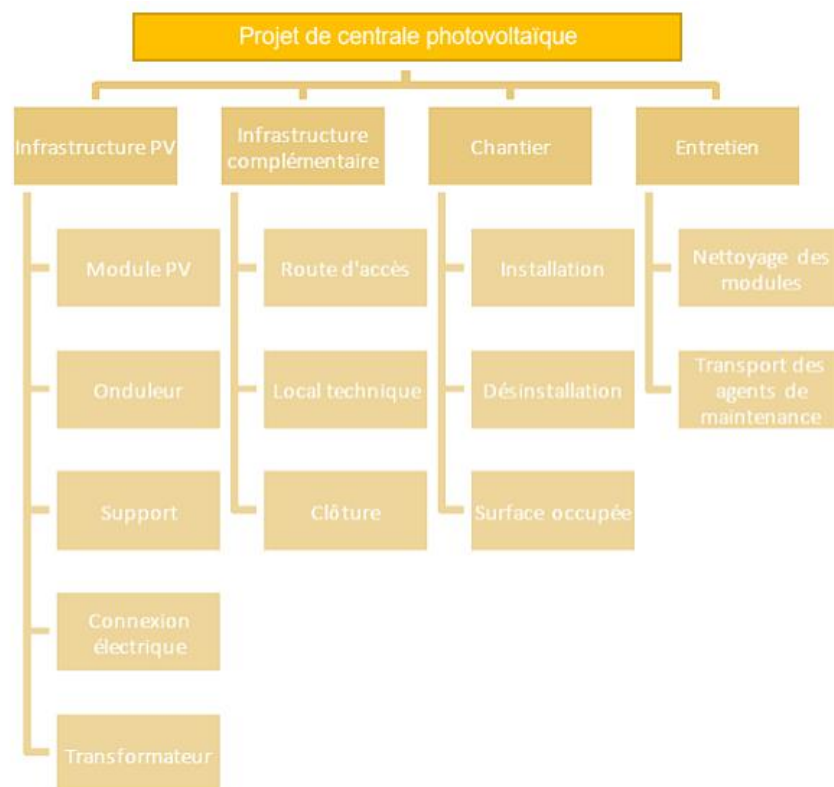 Projet de centrale photovoltaïque
Infrastructure PV
Module PV
Onduleur
Support
Connexion
électrique
Transformateur
Infrastructure
complémentaire
Route d'accès
Local technique
Clôture
Chantier
Installation
Désinstallation
Surface occupée
Entretien
Nettoyage des
modules
Transport des
agents de
maintenance